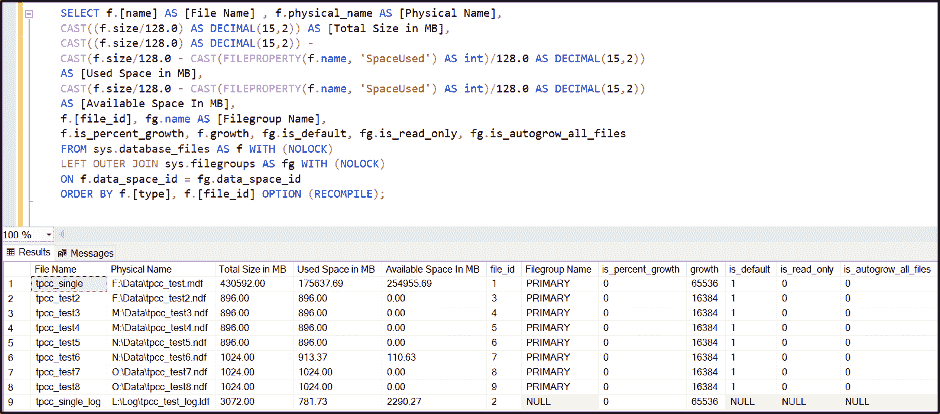 SELECT f.[name] AS [File Name] , f.physical_name AS [Physical Name],
CAST((f.size/128.0) AS DECIMAL(15,2)) AS [Total Size in MB],
CAST((f.size/128.0) AS DECIMAL(15,2)) -
CAST(f.size/128.0 - CAST(FILEPROPERTY(f.name, 'SpaceUsed') AS int)/128.0 AS DECIMAL(15,2))
AS [Used Space in MB],
CAST(f.size/128.0 - CAST(FILEPROPERTY(f.name, 'SpaceUsed') AS int)/128.0 AS DECIMAL(15,2))
AS [Available Space In MB],
f.[file_id], fg.name AS [Filegroup Name],
f.is_percent_growth, f.growth, fg.is_default, fg.is_read_only, fg.is_autogrow_all_files
FROM sys.database_files AS f WITH (NOLOCK)
LEFT OUTER JOIN sys.filegroups AS fg WITH (NOLOCK)
ON f.data_space_id = fg.data_space_id
ORDER BY f.[type], f.[file_id] OPTION (RECOMPILE);
100 %
Results Messages
File Name Physical Name Total Size in MB Used Space in MB Available Space In MB file_id Filegroup Name is_percent_growth growth is_default is_read_only is_autogrow_all_files
1 tpcc_single F:\Data\tpcc_test.mdf 430592.00 175637.69 254955.69 1 PRIMARY 0 65536 1 0 0
2 tpcc_test2 F:\Data\tpcc_test2.ndf 896.00 896.00 0.00 3 PRIMARY 0 16384 1 0 0
3 tpcc_test3 M:\Data\tpcc_test3.ndf 896.00 896.00 0.00 4 PRIMARY 0 16384 1 0 0
4 tpcc_test4 M:\Data\tpcc_test4.ndf 896.00 896.00 0.00 5 PRIMARY 0 16384 1 0 0
5 tpcc_test5 N:\Data\tpcc_test5.ndf 896.00 896.00 0.00 6 PRIMARY 0 16384 1 0 0
6 tpcc_test6 N:\Data\tpcc_test6.ndf 1024.00 913.37 110.63 7 PRIMARY 0 16384 1 0 0
7 tpcc_test7 O:\Data\tpcc_test7.ndf 1024.00 1024.00 0.00 8 PRIMARY 0 16384 1 0 0
8 tpcc_test8 O:\Data\tpcc_test8.ndf 1024.00 1024.00 0.00 9 PRIMARY 0 16384 1 0 0
9 tpcc_single_log L:\Log\tpcc_test_log.ldf 3072.00 781.73 2290.27 2 NULL 0 65536 NULL NULL NULL